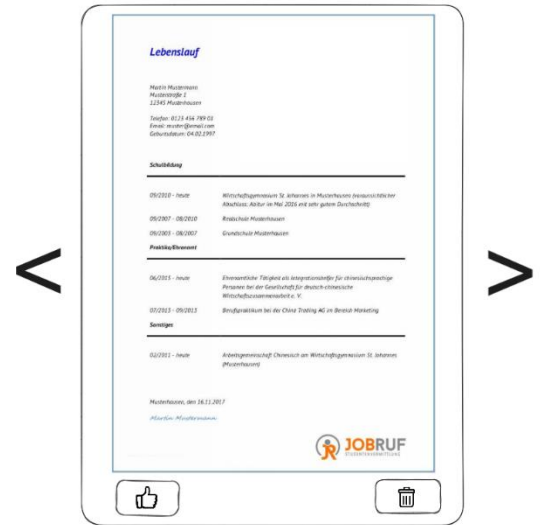 Lebenslauf
Martin Mustermann
Musterstraße 1
12345 Musterhausen
Telefon: 0123 456 789 01
Email: muster@email.com
Geburtsdatum: 04.02.1997
Schulbildung
09/2010 - heute Wirtschaftsgymnasium St. Johannes in Musterhausen (voraussichtlicher
Abschluss: Abitur im Mai 2016 mit sehr gutem Durchschnitt)
09/2007 - 08/2010 Realschule Musterhausen
09/2003 - 08/2007 Grundschule Musterhausen
Praktika/Ehrenamt
06/2015 - heute Ehrenamtliche Tätigkeit als Integrationshelfer für chinesischsprachige
Personen bei der Gesellschaft für deutsch-chinesische
Wirtschaftszusammenarbeit e. V.
07/2013 - 09/2013 Berufspraktikum bei der China Trading AG im Bereich Marketing
Sonstiges
02/2011 - heute Arbeitsgemeinschaft Chinesisch am Wirtschaftsgymnasium St. Johannes
(Musterhausen)
Musterhausen, den 16.11.2017
Martin Mustermann
JOBRUF
STUDENTENVERMITTLUNG